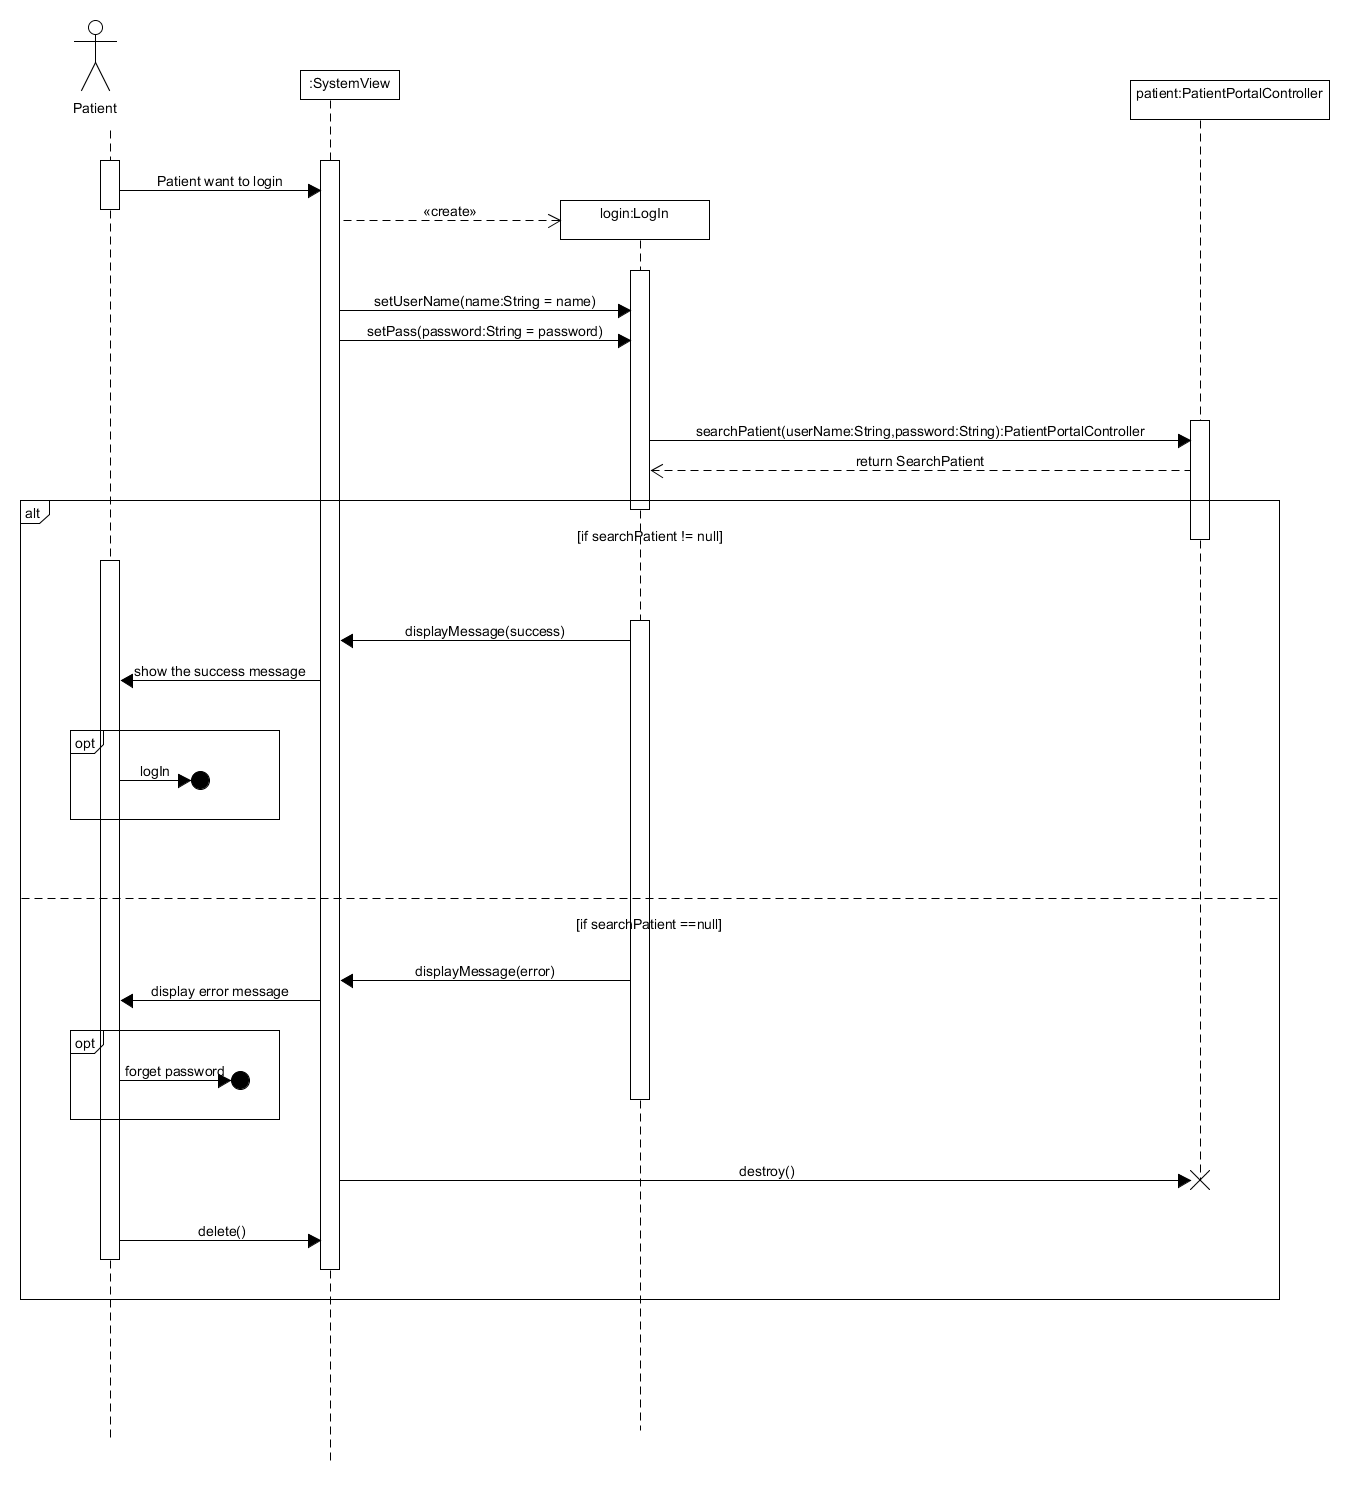 Patient
:SystemView
patient:PatientPortalController
Patient want to login
«create»
login:LogIn
setUserName(name:String = name)
setPass(password:String = password)
searchPatient(userName:String,password:String):PatientPortalController
return SearchPatient
alt
[if searchPatient != null]
displayMessage(success)
show the success message
opt
logIn
[if searchPatient ==null]
displayMessage(error)
display error message
opt
forget password
destroy()
delete()